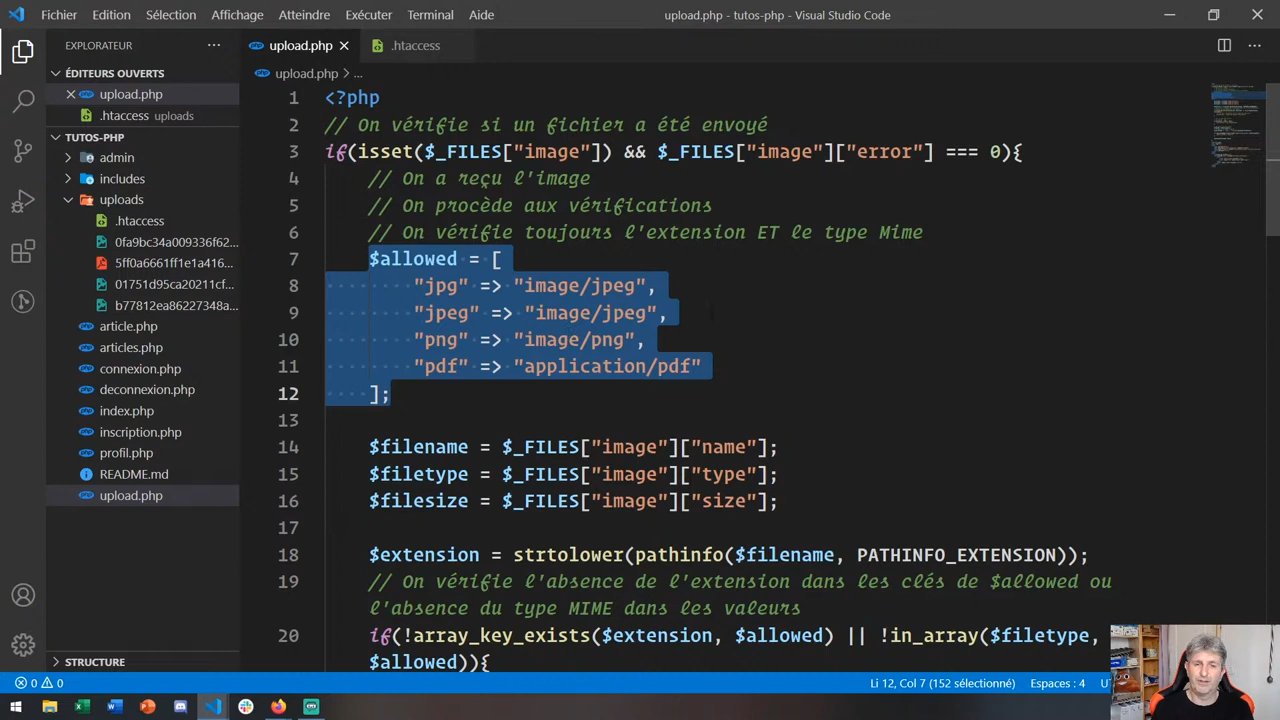 Fichier Edition Sélection Affichage Atteindre Exécuter Terminal Aide
upload.php - tutos-php - Visual Studio Code
EXPLORATEUR
ÉDITEURS OUVERTS
upload.php
.htaccess uploads
TUTOS-PHP
admin
includes
uploads
.htaccess
0fa9bc34a009336f62...
5ff0a6661ff1e1a416...
01751d95ca20211cf...
b77812ea86227348a...
article.php
articles.php
connexion.php
deconnexion.php
index.php
inscription.php
profil.php
README.md
upload.php
STRUCTURE
upload.php
.htaccess
upload.php > ...
1 <?php
2 // On vérifie si un fichier a été envoyé
3 if(isset($_FILES["image"]) && $_FILES["image"]["error"] === 0){
4 // On a reçu l'image
5 // On procède aux vérifications
6 // On vérifie toujours l'extension ET le type Mime
7 $allowed = [
8 "jpg" => "image/jpeg",
9 "jpeg" => "image/jpeg",
10 "png" => "image/png",
11 "pdf" => "application/pdf"
12 ];
13
14 $filename = $_FILES["image"]["name"];
15 $filetype = $_FILES["image"]["type"];
16 $filesize = $_FILES["image"]["size"];
17
18 $extension = strtolower(pathinfo($filename, PATHINFO_EXTENSION));
19 // On vérifie l'absence de l'extension dans les clés de $allowed ou
l'absence du type MIME dans les valeurs
20 if(!array_key_exists($extension, $allowed) || !in_array($filetype,
$allowed)){
0 0
Li 12, Col 7 (152 sélectionné)
Espaces : 4